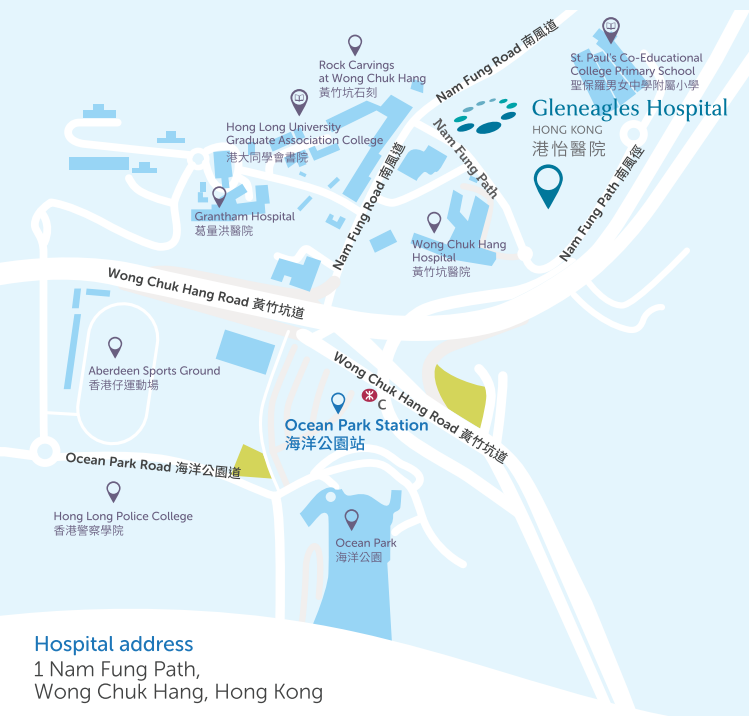 Rock Carvings
at Wong Chuk Hang
黃竹坑石刻
Nam Fung Road 南風道
St. Paul's Co-Educational
College Primary School
聖保羅男女中學附屬小學
Gleneagles Hospital
HONG KONG
港怡醫院
Hong Long University
Graduate Association College
港大同學會書院
Nam Fung Path
Nam Fung Road 南風道
Nam Fung Path 南風徑
Grantham Hospital
葛量洪醫院
Wong Chuk Hang
Hospital
黃竹坑醫院
Wong Chuk Hang Road 黃竹坑道
Aberdeen Sports Ground
香港仔運動場
Wong Chuk Hang Road 黃竹坑道
C
Ocean Park Station
海洋公園站
Ocean Park Road 海洋公園道
Hong Long Police College
香港警察學院
Ocean Park
海洋公園
Hospital address
1 Nam Fung Path,
Wong Chuk Hang, Hong Kong